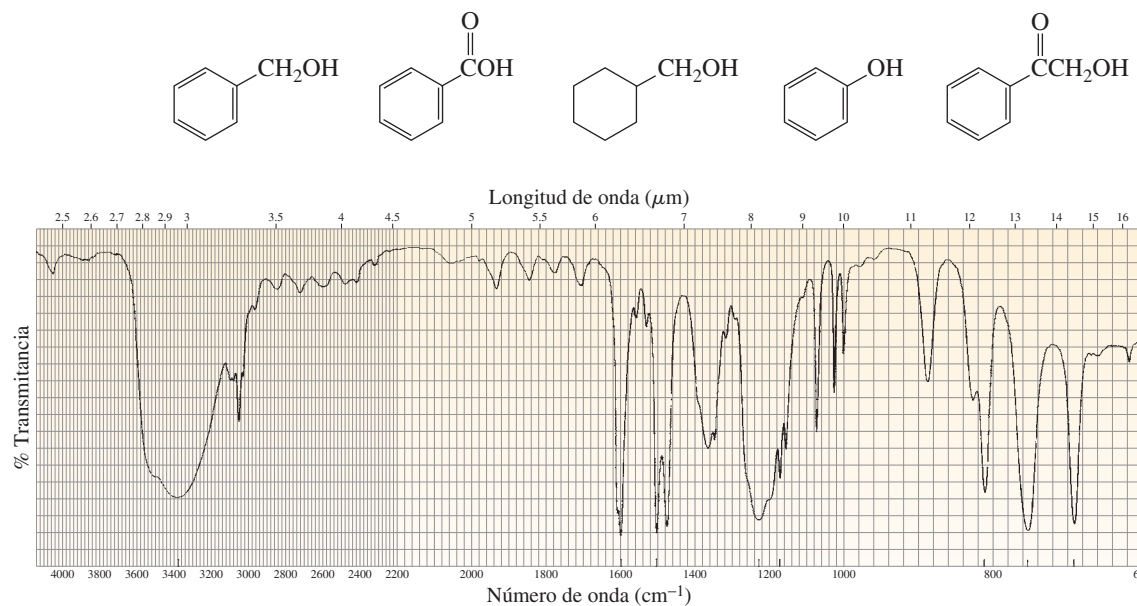 O
O
CH₂OH
COH
CH₂OH
OH
CCH₂OH
Longitud de onda (μm)
2.5 2.6 2.7 2.8 2.9 3 3.5 4 4.5 5 5.5 6 7 8 9 10 11 12 13 14 15 16
% Transmitancia
4000 3800 3600 3400 3200 3000 2800 2600 2400 2200 2000 1800 1600 1400 1200 1000 800 6
Número de onda (cm⁻¹)